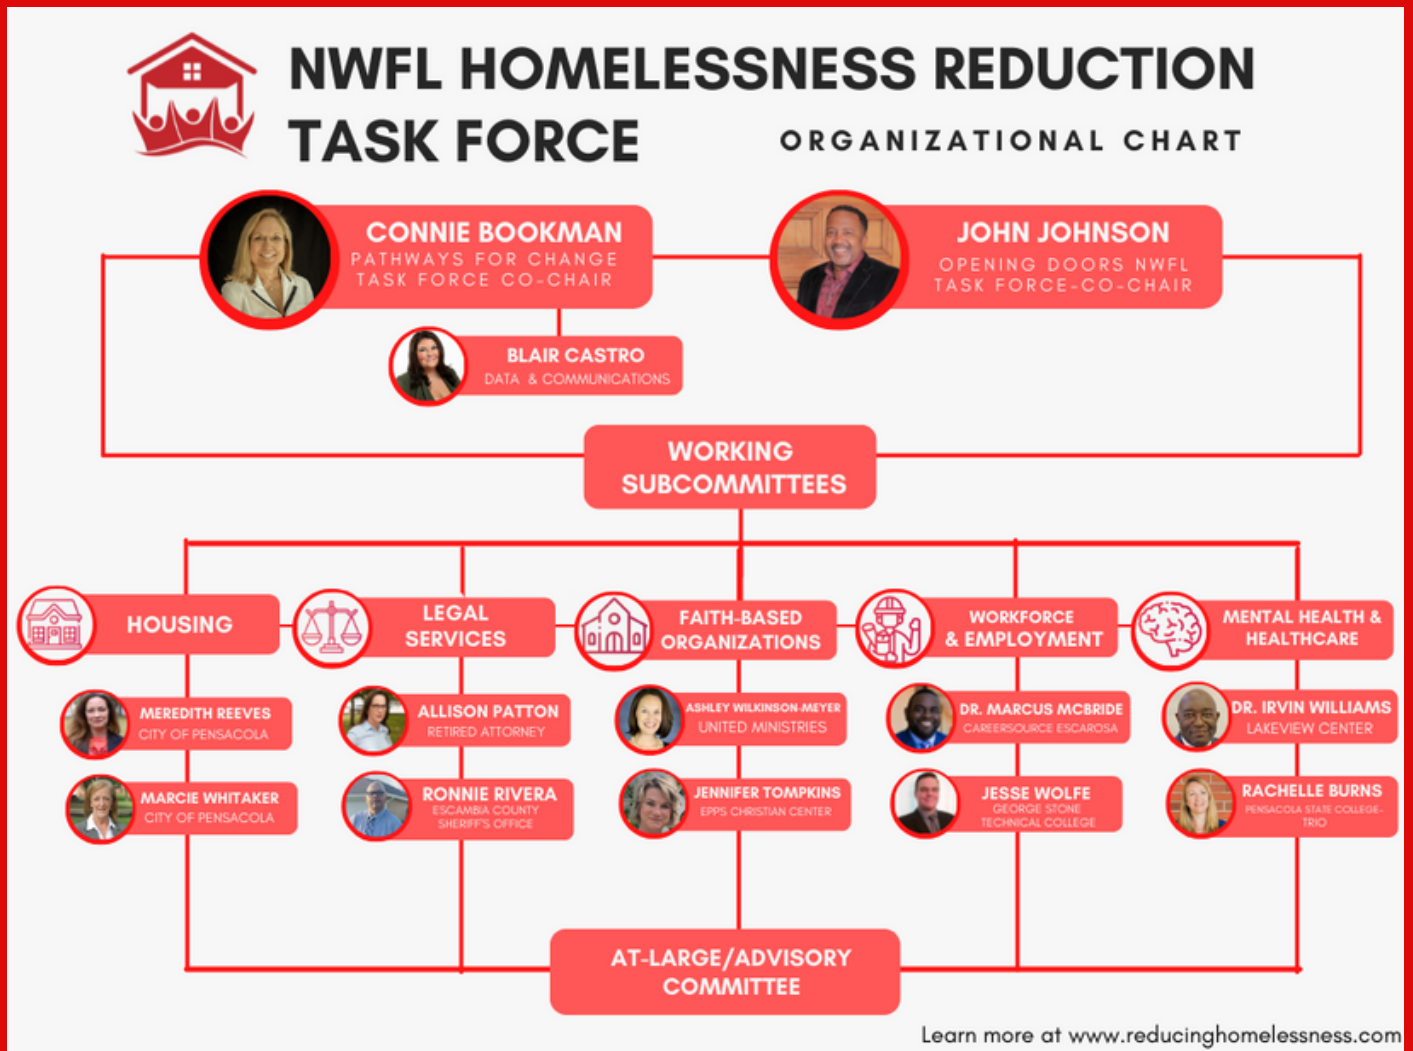 NWFL HOMELESSNESS REDUCTION
TASK FORCE
ORGANIZATIONAL CHART
CONNIE BOOKMAN
PATHWAYS FOR CHANGE
TASK FORCE CO-CHAIR
JOHN JOHNSON
OPENING DOORS NWFL
TASK FORCE-CO-CHAIR
BLAIR CASTRO
DATA & COMMUNICATIONS
WORKING
SUBCOMMITTEES
HOUSING
LEGAL
SERVICES
FAITH-BASED
ORGANIZATIONS
WORKFORCE
& EMPLOYMENT
MENTAL HEALTH &
HEALTHCARE
MEREDITH REEVES
CITY OF PENSACOLA
ALLISON PATTON
RETIRED ATTORNEY
ASHLEY WILKINSON-MEYER
UNITED MINISTRIES
DR. MARCUS MCBRIDE
CAREERSOURCE ESCAROSA
DR. IRVIN WILLIAMS
LAKEVIEW CENTER
MARCIE WHITAKER
CITY OF PENSACOLA
RONNIE RIVERA
ESCAMBIA COUNTY
SHERIFF'S OFFICE
JENNIFER TOMPKINS
EPPS CHRISTIAN CENTER
JESSE WOLFE
GEORGE STONE
TECHNICAL COLLEGE
RACHELLE BURNS
PENSACOLA STATE COLLEGE-
TRIO
AT-LARGE/ADVISORY
COMMITTEE
Learn more at www.reducinghomelessness.com